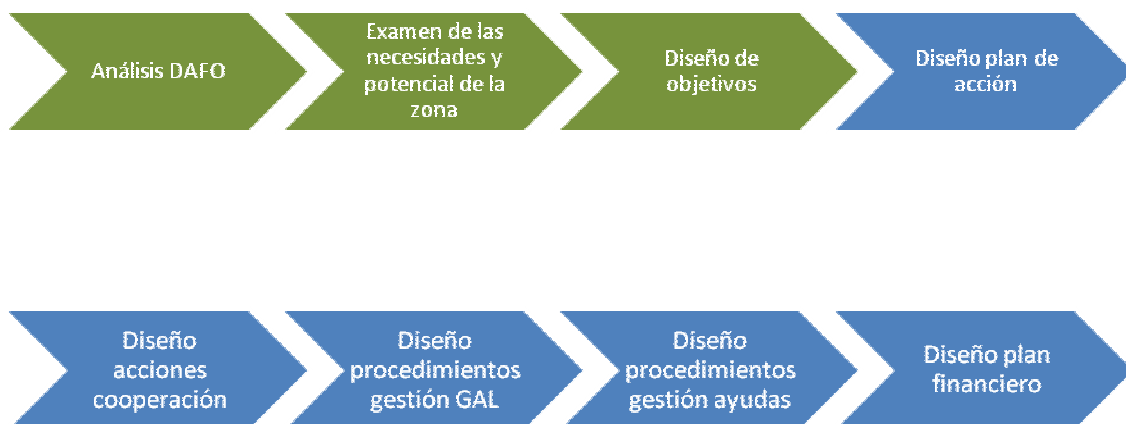 Análisis DAFO
Examen de las
necesidades y
potencial de la
zona
Diseño de
objetivos
Diseño plan de
acción
Diseño
acciones
cooperación
Diseño
procedimientos
gestión GAL
Diseño
procedimientos
gestión ayudas
Diseño plan
financiero